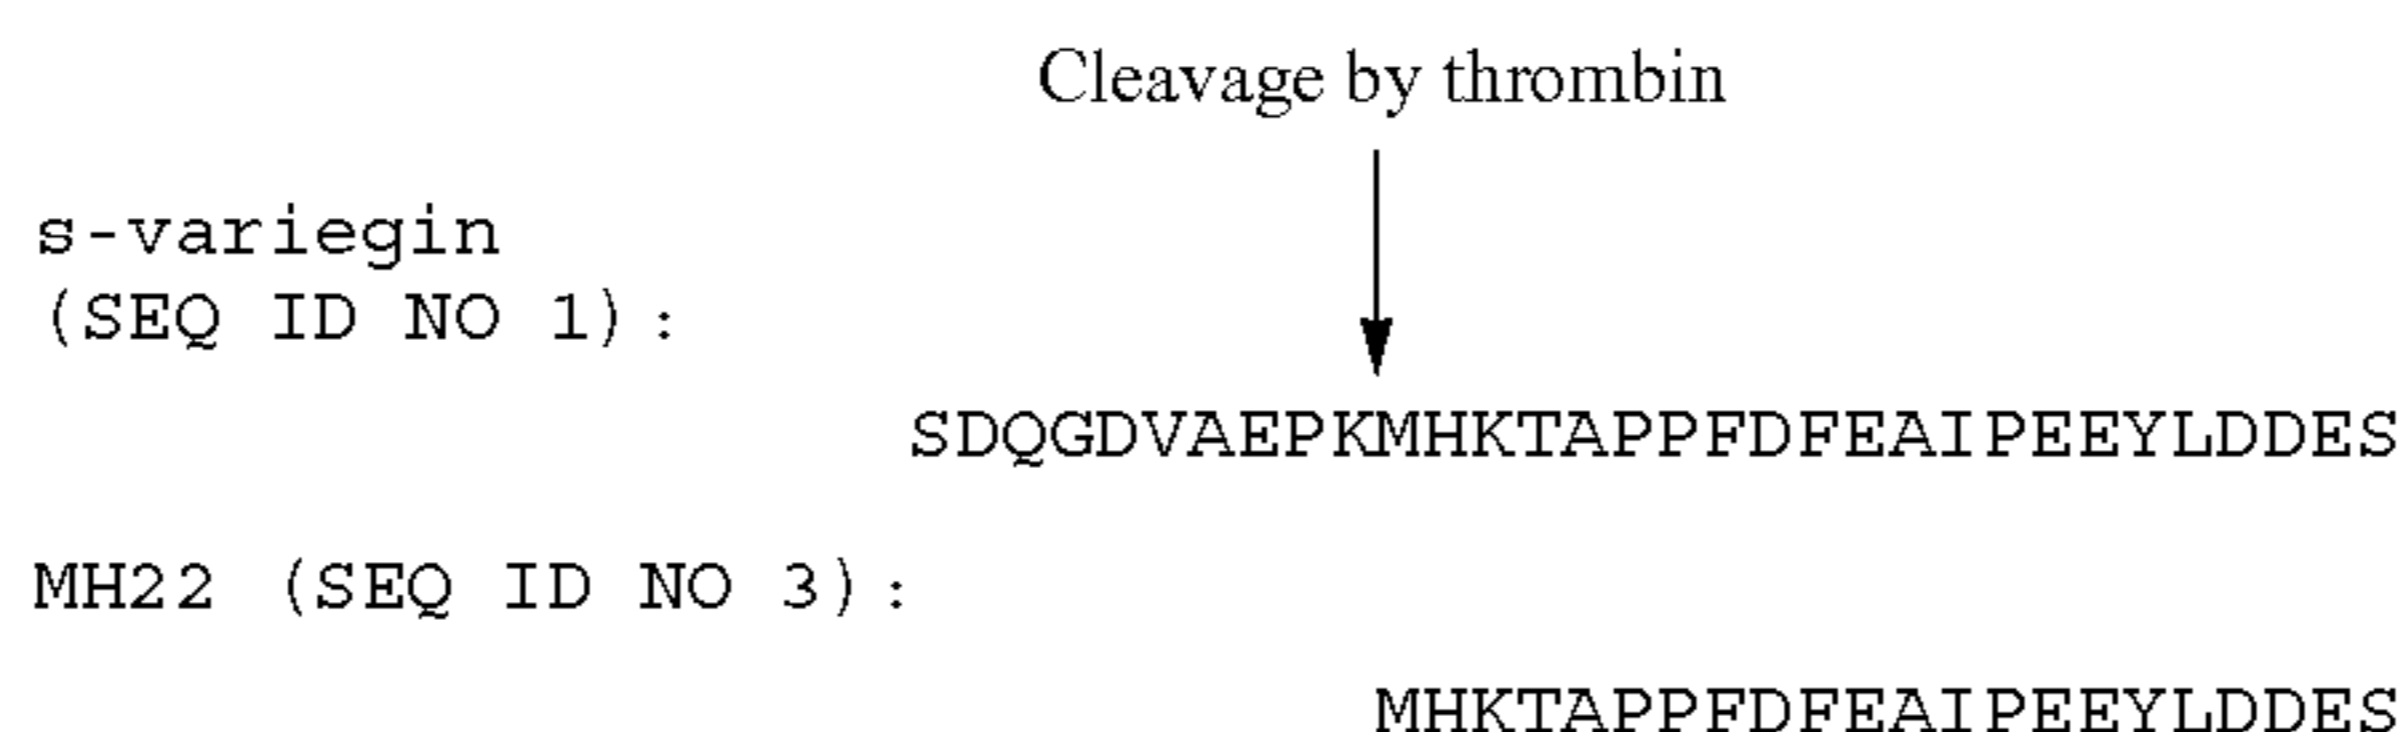 Cleavage by thrombin
s-variegin
(SEQ ID NO 1):
SDQGDVAEPKMHKTAPPFDFEAIPEEYLDDES
MH22 (SEQ ID NO 3):
MHKTAPPFDFEAIPEEYLDDES